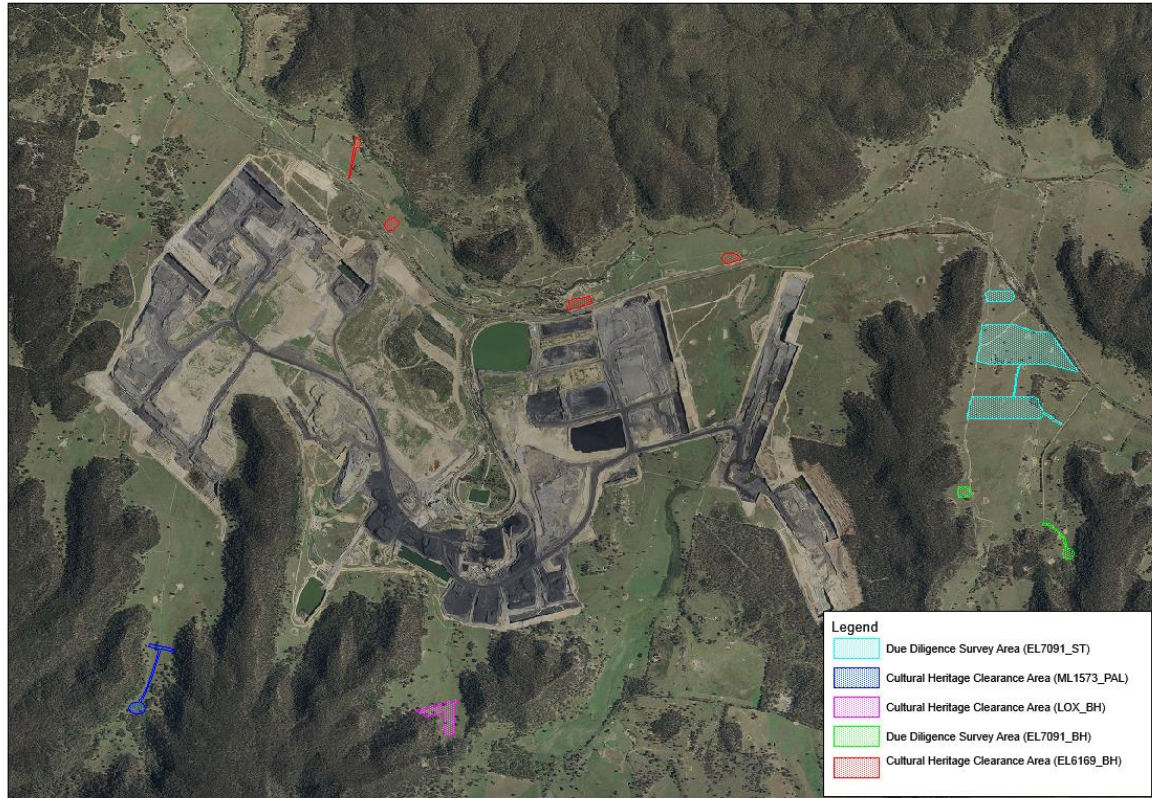 Legend
Due Diligence Survey Area (EL7091_ST)
Cultural Heritage Clearance Area (ML1573_PAL)
Cultural Heritage Clearance Area (LOX_BH)
Due Diligence Survey Area (EL7091_BH)
Cultural Heritage Clearance Area (EL6169_BH)